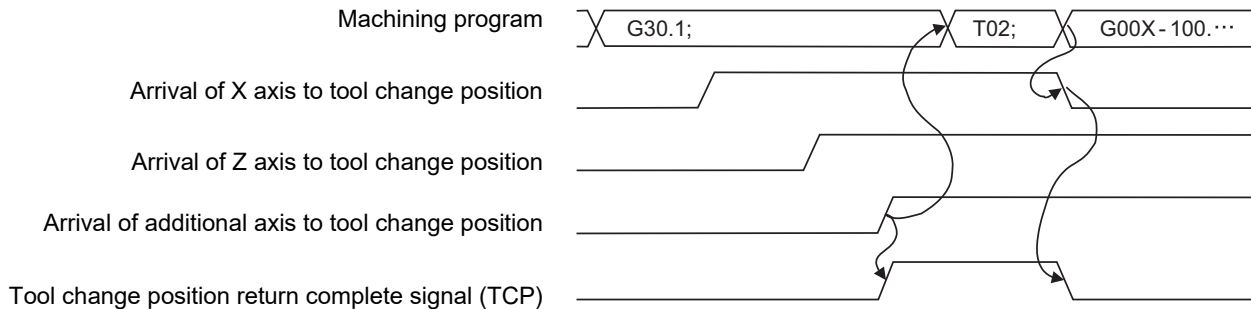 Machining program
G30.1; T02; G00X-100.⋯
Arrival of X axis to tool change position
Arrival of Z axis to tool change position
Arrival of additional axis to tool change position
Tool change position return complete signal (TCP)